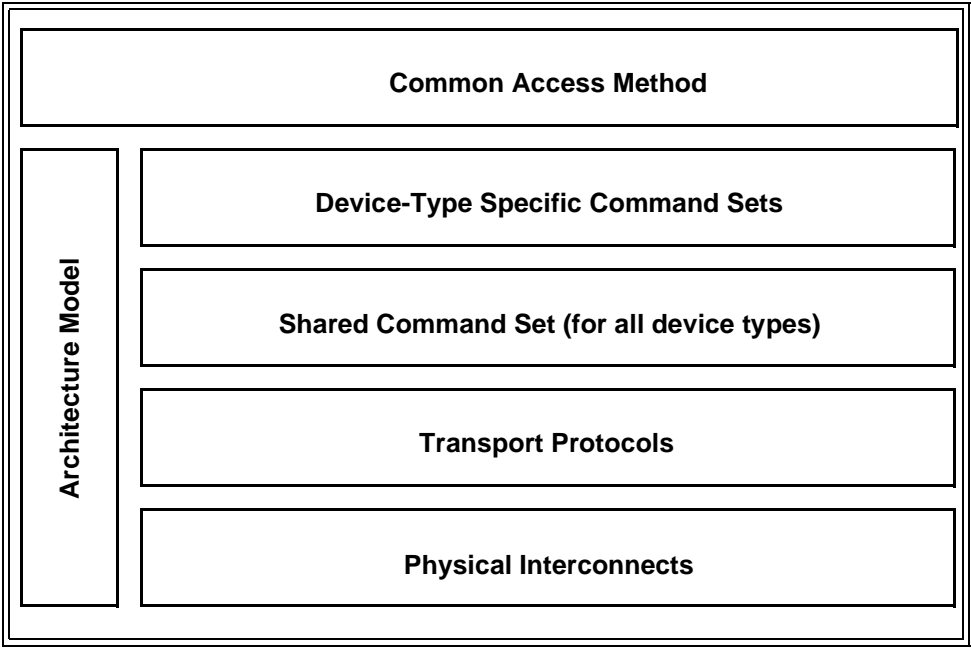 Common Access Method
Architecture Model
Device-Type Specific Command Sets
Shared Command Set (for all device types)
Transport Protocols
Physical Interconnects